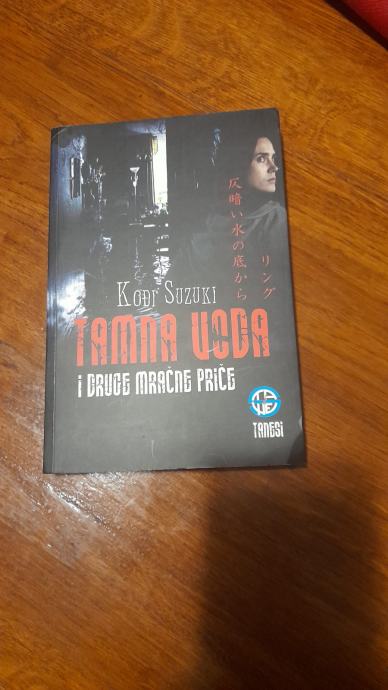 仄暗い水の底から
リング
KOĐI SUZUKI
TAMNA VODA
I DRUGE MRAČNE PRIČE
TANESI